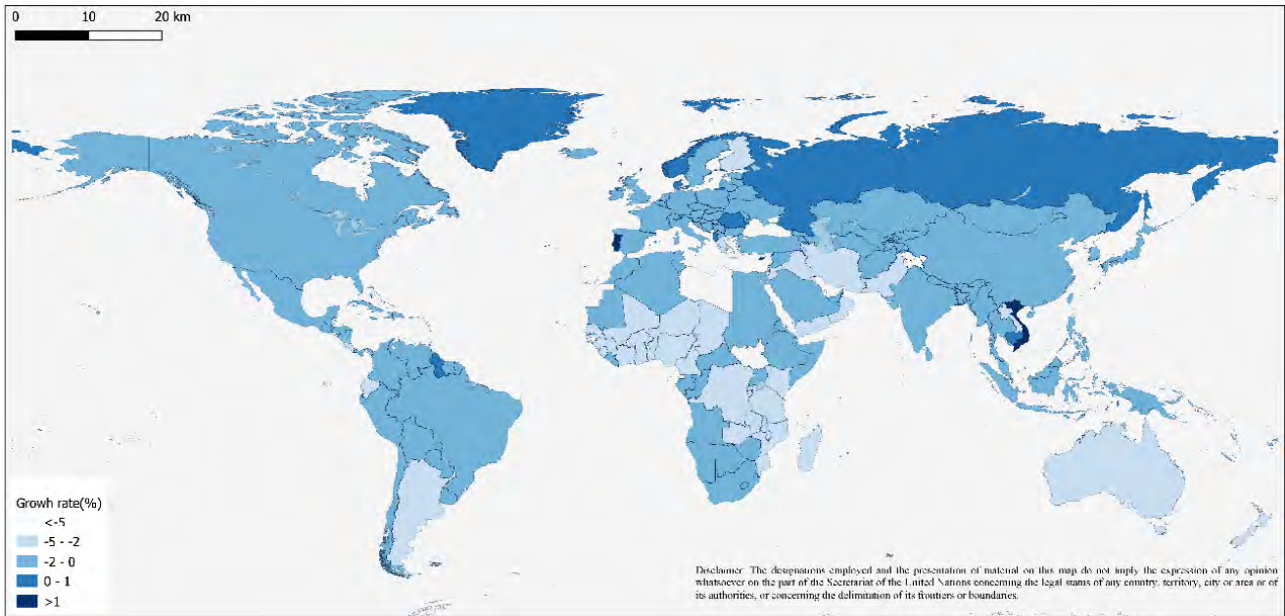 0 10 20 km
Growh rate(%)
<-5
-5 - -2
-2 - 0
0 - 1
>1
Disclaimer: The designations employed and the presentation of material on this map do not imply the expression of any opinion
whatsoever on the part of the Secretariat of the United Nations concerning the legal status of any country, territory, city or area or of
its authorities, or concerning the delimitation of its frontiers or boundaries.